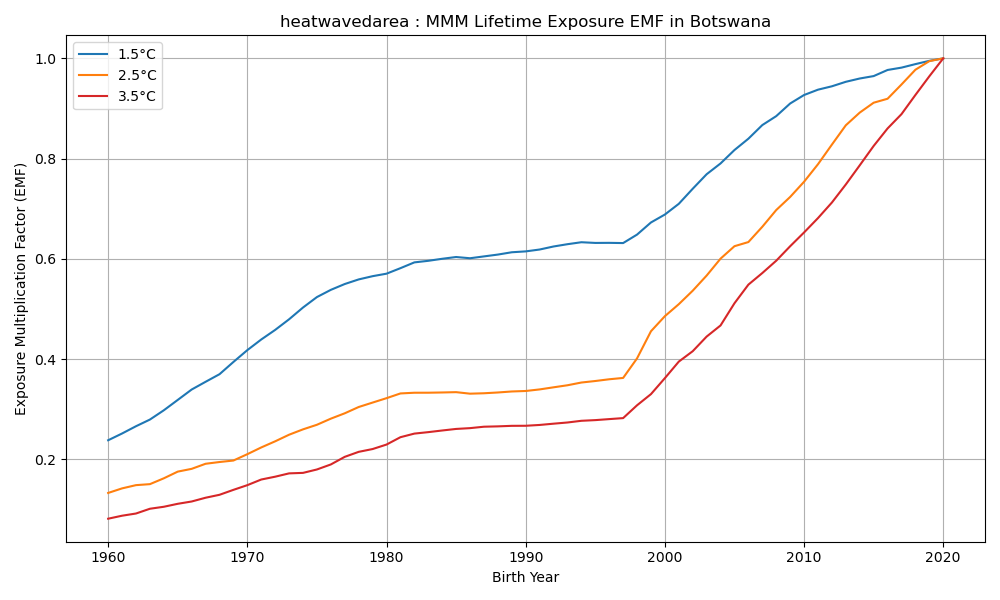 heatwavedarea : MMM Lifetime Exposure EMF in Botswana
1.5°C
2.5°C
3.5°C
Exposure Multiplication Factor (EMF)
1.0
0.8
0.6
0.4
0.2
1960 1970 1980 1990 2000 2010 2020
Birth Year